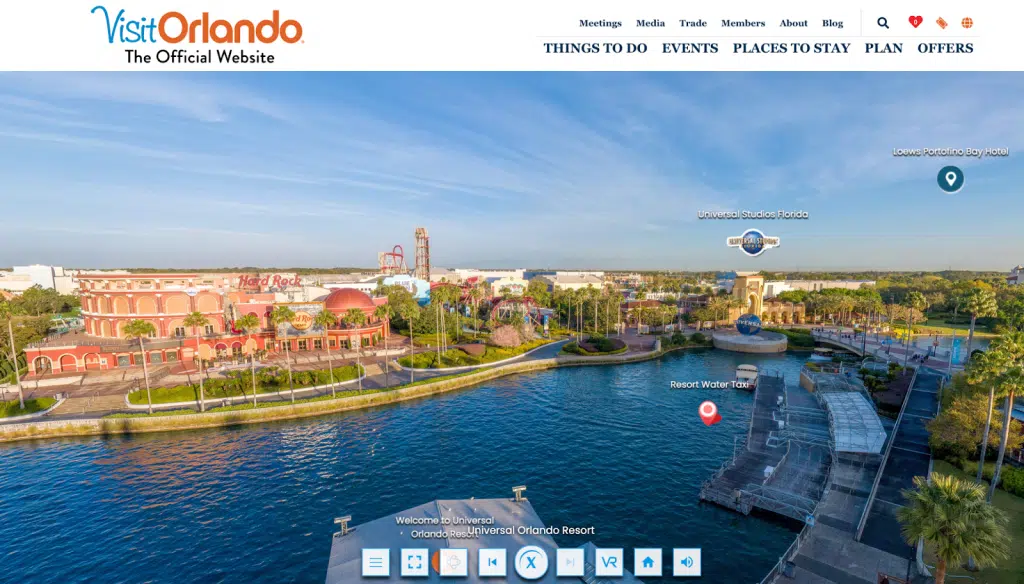 VisitOrlando
The Official Website
Meetings Media Trade Members About Blog
0
THINGS TO DO EVENTS PLACES TO STAY PLAN OFFERS
Loews Portofino Bay Hotel
Universal Studios Florida
Hard Rock
Resort Water Taxi
Welcome to Universal
Orlando Resort
Universal Orlando Resort
X
VR